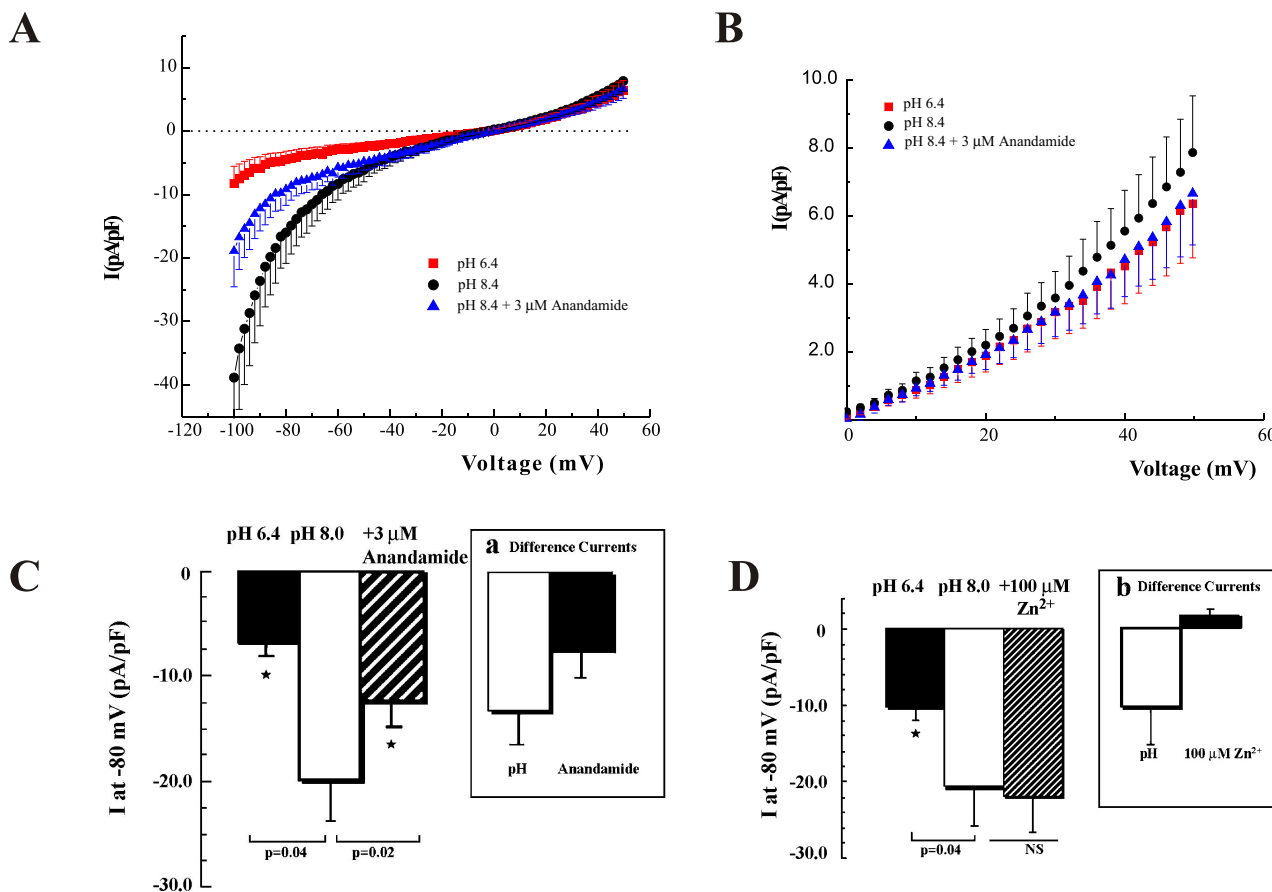 A
10
0
-10
-20
-30
-40
I(pA/pF)
pH 6.4
pH 8.4
pH 8.4 + 3 μM Anandamide
-120 -100 -80 -60 -40 -20 0 20 40 60
Voltage (mV)
B
10.0
8.0
6.0
4.0
2.0
I(pA/pF)
pH 6.4
pH 8.4
pH 8.4 + 3 μM Anandamide
0 20 40 60
Voltage (mV)
C
pH 6.4 pH 8.0 +3 μM
Anandamide
0
-10.0
-20.0
-30.0
I at -80 mV (pA/pF)
★
★
p=0.04 p=0.02
a Difference Currents
pH Anandamide
D
pH 6.4 pH 8.0 +100 μM
Zn²⁺
0
-10.0
-20.0
-30.0
I at -80 mV (pA/pF)
★
p=0.04 NS
b Difference Currents
pH 100 μM Zn²⁺